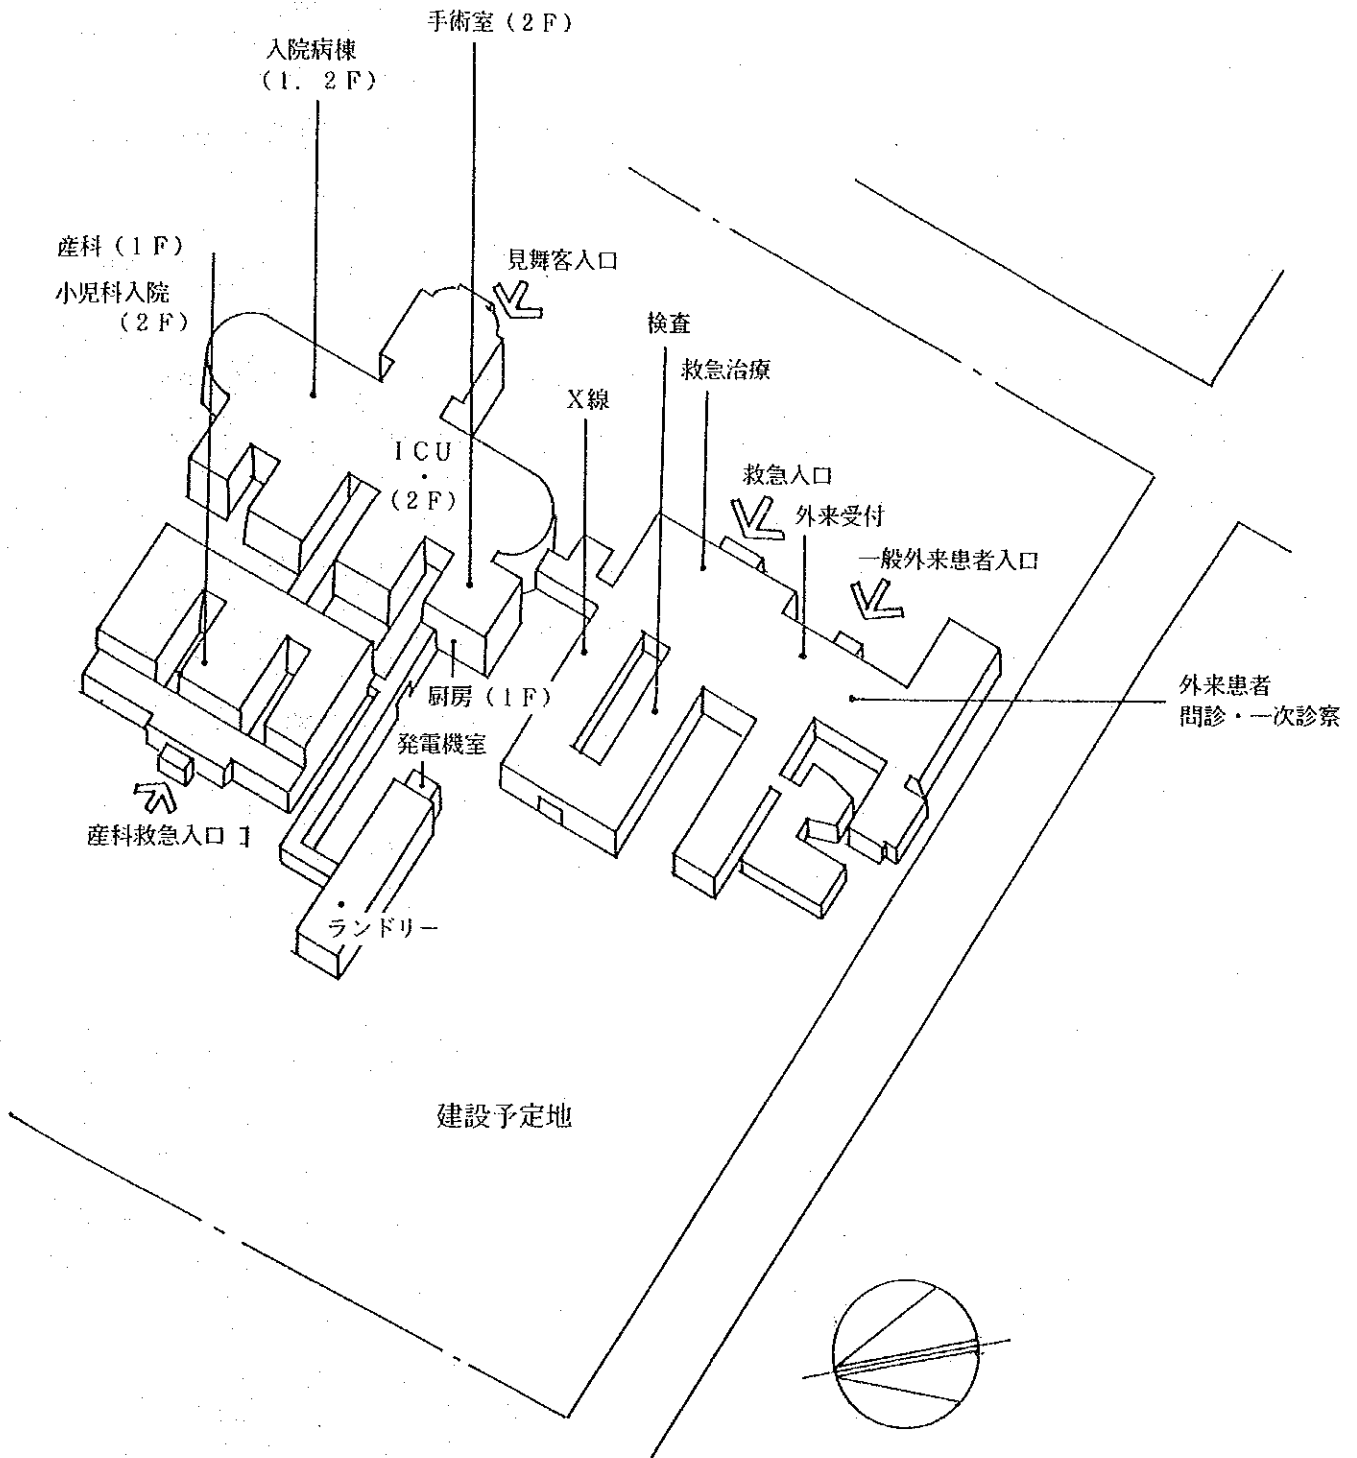 手術室(2F)
入院病棟
(1. 2F)
産科(1F)
小児科入院
(2F)
見舞客入口
検査
救急治療
X線
ICU
(2F)
救急入口
外来受付
一般外来患者入口
厨房(1F)
外来患者
問診・一次診察
発電機室
産科救急入口
ランドリー
建設予定地